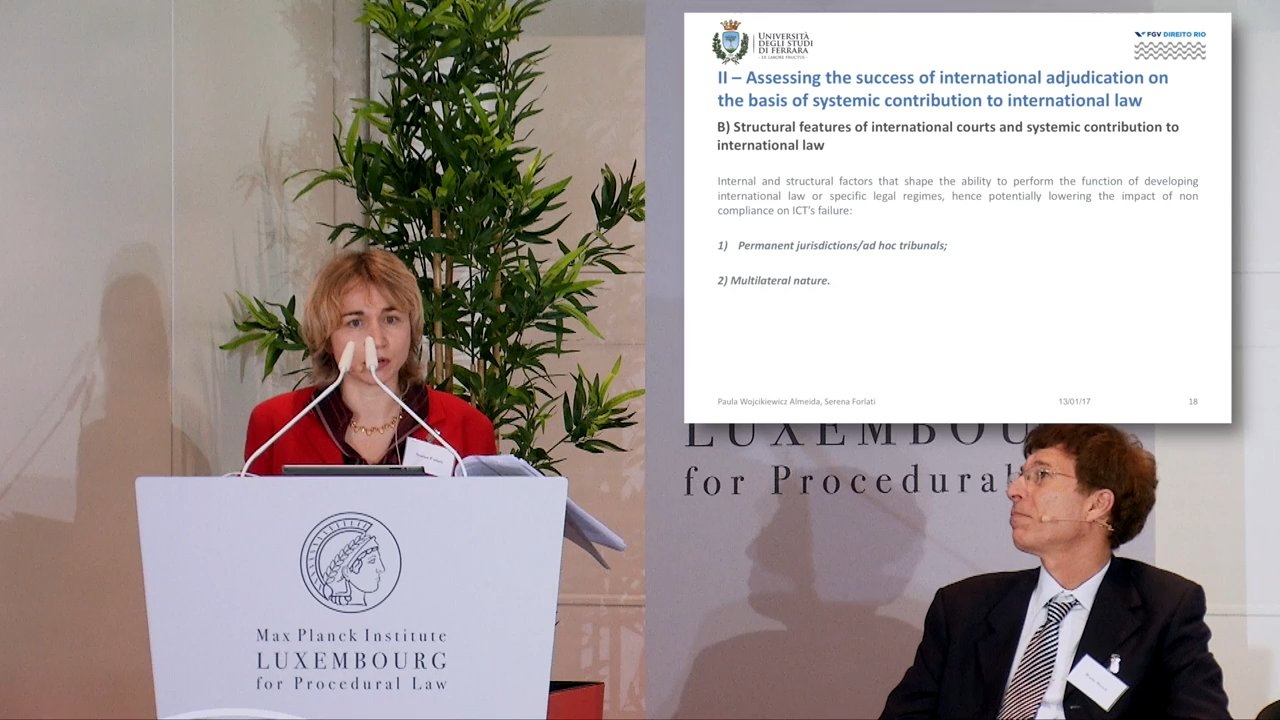 UNIVERSITÀ
DEGLI STUDI
DI FERRARA
- EX LABORE FRUCTUS -
FGV DIREITO RIO
II – Assessing the success of international adjudication on
the basis of systemic contribution to international law
B) Structural features of international courts and systemic contribution to
international law
Internal and structural factors that shape the ability to perform the function of developing
international law or specific legal regimes, hence potentially lowering the impact of non
compliance on ICT's failure:
1) Permanent jurisdictions/ad hoc tribunals;
2) Multilateral nature.
Paula Wojcikiewicz Almeida, Serena Forlati
13/01/17
18
LUXEMBOU
for Procedural
Max Planck Institute
LUXEMBOURG
for Procedural Law